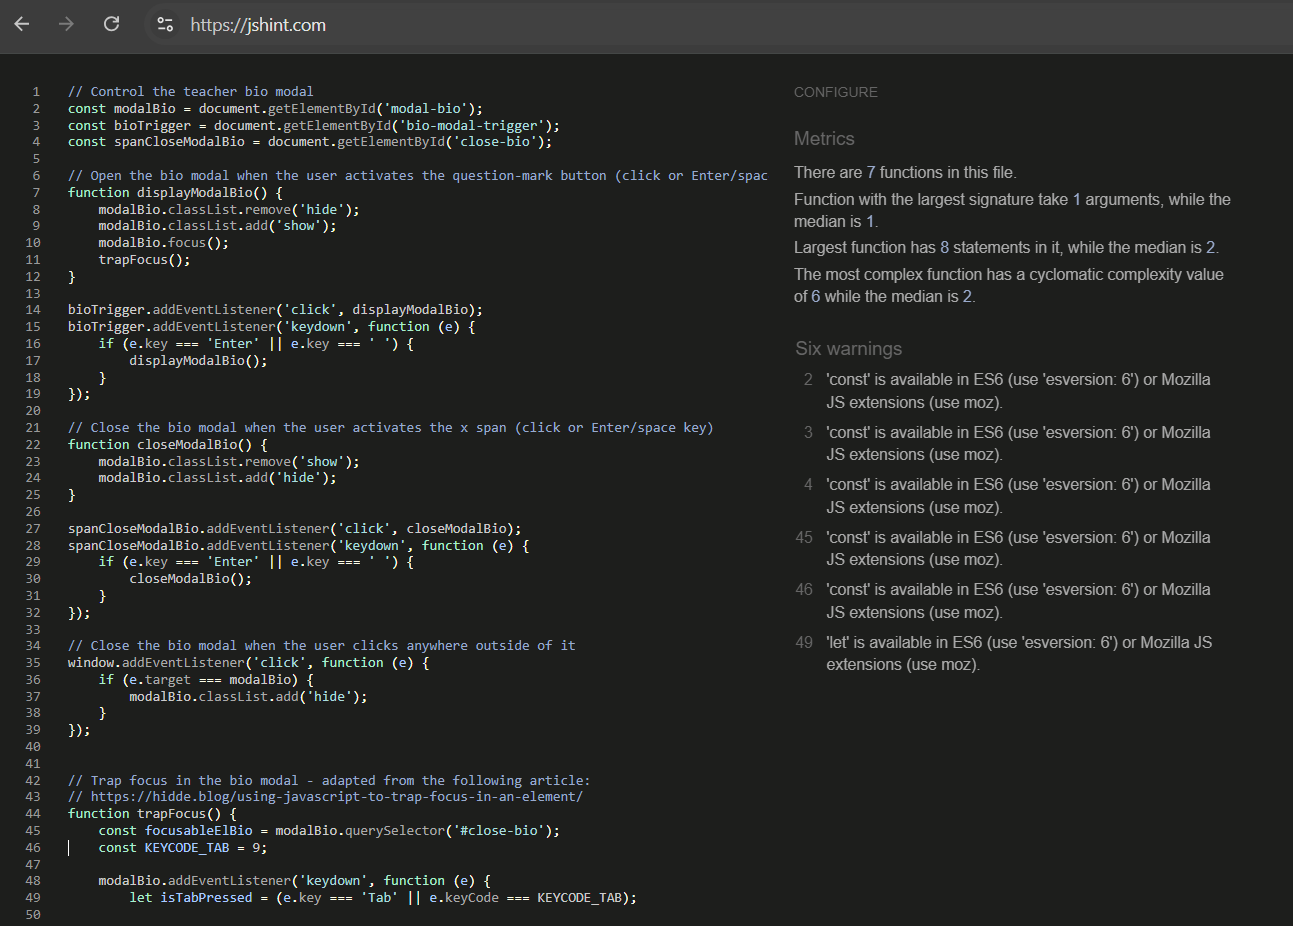 https://jshint.com
1 // Control the teacher bio modal
2 const modalBio = document.getElementById('modal-bio');
3 const bioTrigger = document.getElementById('bio-modal-trigger');
4 const spanCloseModalBio = document.getElementById('close-bio');
5
6 // Open the bio modal when the user activates the question-mark button (click or Enter/spac
7 function displayModalBio() {
8     modalBio.classList.remove('hide');
9     modalBio.classList.add('show');
10     modalBio.focus();
11     trapFocus();
12 }
13
14 bioTrigger.addEventListener('click', displayModalBio);
15 bioTrigger.addEventListener('keydown', function (e) {
16     if (e.key === 'Enter' || e.key === ' ') {
17         displayModalBio();
18     }
19 });
20
21 // Close the bio modal when the user activates the x span (click or Enter/space key)
22 function closeModalBio() {
23     modalBio.classList.remove('show');
24     modalBio.classList.add('hide');
25 }
26
27 spanCloseModalBio.addEventListener('click', closeModalBio);
28 spanCloseModalBio.addEventListener('keydown', function (e) {
29     if (e.key === 'Enter' || e.key === ' ') {
30         closeModalBio();
31     }
32 });
33
34 // Close the bio modal when the user clicks anywhere outside of it
35 window.addEventListener('click', function (e) {
36     if (e.target === modalBio) {
37         modalBio.classList.add('hide');
38     }
39 });
40
41
42 // Trap focus in the bio modal - adapted from the following article:
43 // https://hidde.blog/using-javascript-to-trap-focus-in-an-element/
44 function trapFocus() {
45     const focusableElBio = modalBio.querySelector('#close-bio');
46     const KEYCODE_TAB = 9;
47
48     modalBio.addEventListener('keydown', function (e) {
49         let isTabPressed = (e.key === 'Tab' || e.keyCode === KEYCODE_TAB);
50
CONFIGURE
Metrics
There are 7 functions in this file.
Function with the largest signature take 1 arguments, while the
median is 1.
Largest function has 8 statements in it, while the median is 2.
The most complex function has a cyclomatic complexity value
of 6 while the median is 2.
Six warnings
2 'const' is available in ES6 (use 'esversion: 6') or Mozilla
JS extensions (use moz).
3 'const' is available in ES6 (use 'esversion: 6') or Mozilla
JS extensions (use moz).
4 'const' is available in ES6 (use 'esversion: 6') or Mozilla
JS extensions (use moz).
45 'const' is available in ES6 (use 'esversion: 6') or Mozilla
JS extensions (use moz).
46 'const' is available in ES6 (use 'esversion: 6') or Mozilla
JS extensions (use moz).
49 'let' is available in ES6 (use 'esversion: 6') or Mozilla JS
extensions (use moz).